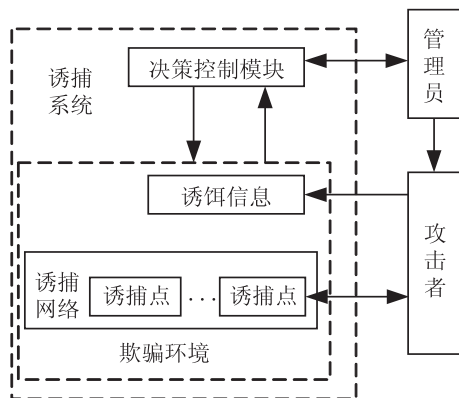 诱捕
系统
决策控制模块
管
理
员
诱饵信息
攻
击
者
诱捕
网络
诱捕点
...
诱捕点
欺骗环境